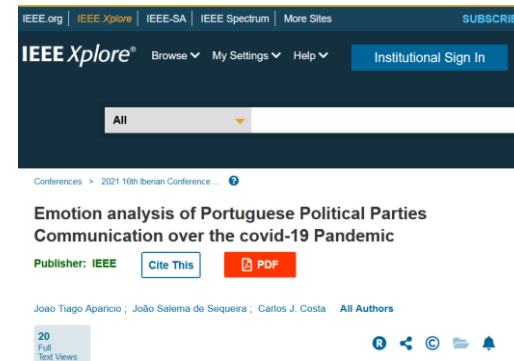 IEEE.org | IEEE Xplore | IEEE-SA | IEEE Spectrum | More Sites SUBSCRIE
IEEE Xplore® Browse My Settings Help Institutional Sign In
All
Conferences > 2021 16th Iberian Conference ... ?
Emotion analysis of Portuguese Political Parties
Communication over the covid-19 Pandemic
Publisher: IEEE Cite This PDF
Joao Tiago Aparicio ; João Salema de Sequeira ; Carlos J. Costa All Authors
20
Full
Text Views
R ©